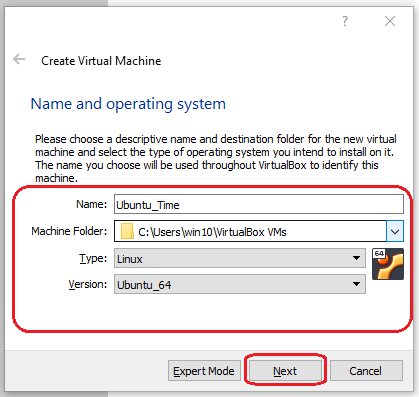 ?
Create Virtual Machine
Name and operating system
Please choose a descriptive name and destination folder for the new virtual
machine and select the type of operating system you intend to install on it.
The name you choose will be used throughout VirtualBox to identify this
machine.
Name: Ubuntu_Time
Machine Folder: C:\Users\win10\VirtualBox VMs
Type: Linux
64
Version: Ubuntu_64
Expert Mode Next Cancel